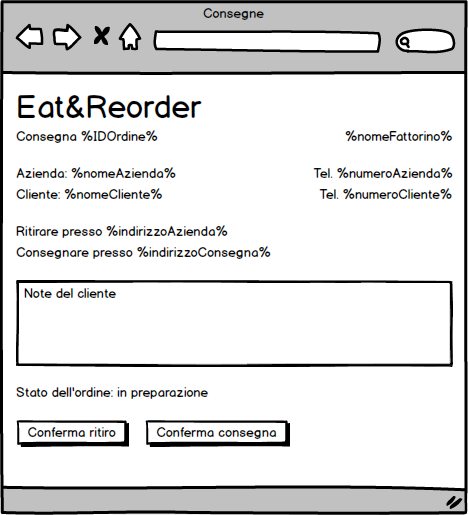 Consegne
Eat&Reorder
Consegna %IDOrdine% %nomeFattorino%
Azienda: %nomeAzienda% Tel. %numeroAzienda%
Cliente: %nomeCliente% Tel. %numeroCliente%
Ritirare presso %indirizzoAzienda%
Consegnare presso %indirizzoConsegna%
Note del cliente
Stato dell'ordine: in preparazione
Conferma ritiro Conferma consegna